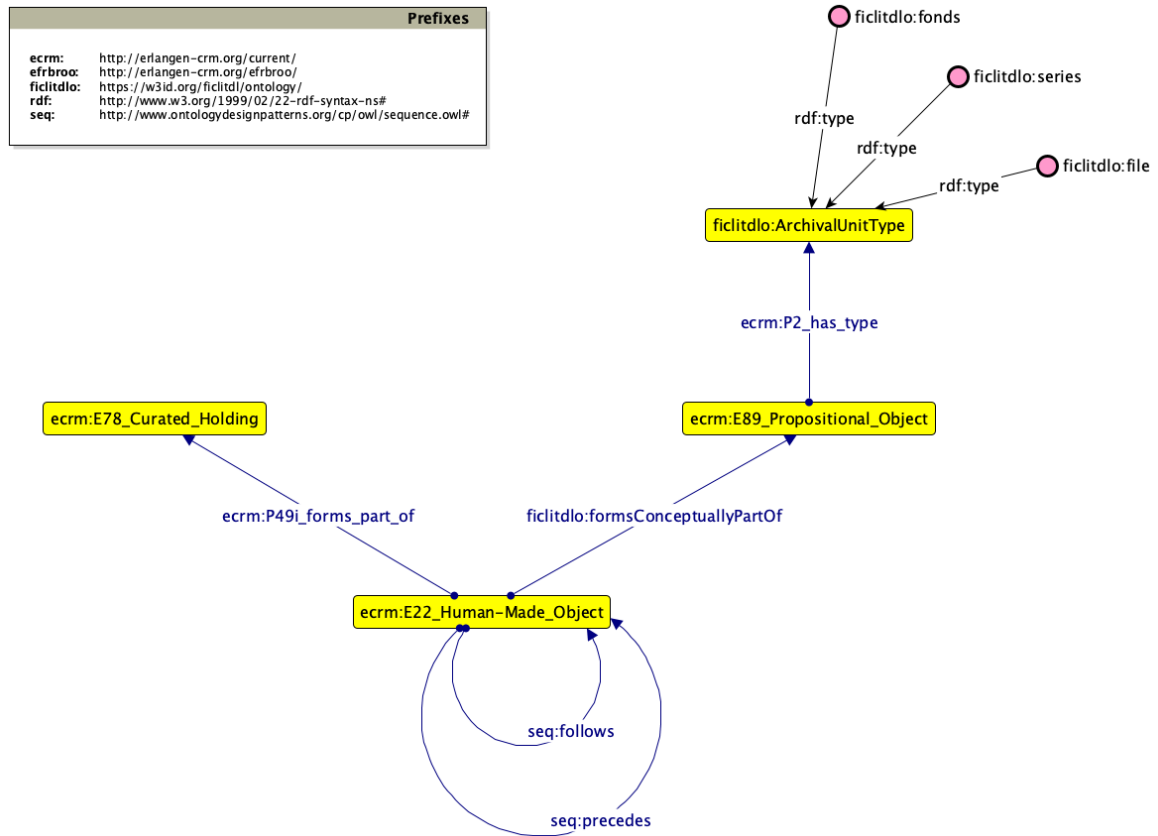 Prefixes
ecrm: http://erlangen-crm.org/current/
efrbroo: http://erlangen-crm.org/efrbroo/
ficlitdlo: https://w3id.org/ficlitdl/ontology/
rdf: http://www.w3.org/1999/02/22-rdf-syntax-ns#
seq: http://www.ontologydesignpatterns.org/cp/owl/sequence.owl#
ficlitdlo:fonds
ficlitdlo:series
rdf:type
rdf:type
ficlitdlo:file
rdf:type
ficlitdlo:ArchivalUnitType
ecrm:P2_has_type
ecrm:E78_Curated_Holding
ecrm:E89_Propositional_Object
ecrm:P49i_forms_part_of
ficlitdlo:formsConceptuallyPartOf
ecrm:E22_Human-Made_Object
seq:follows
seq:precedes